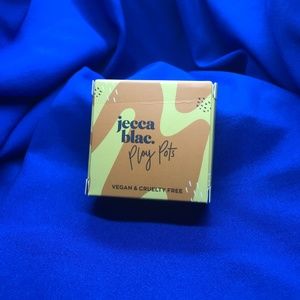 jecca
blac.
Play Pots
VEGAN & CRUELTY FREE